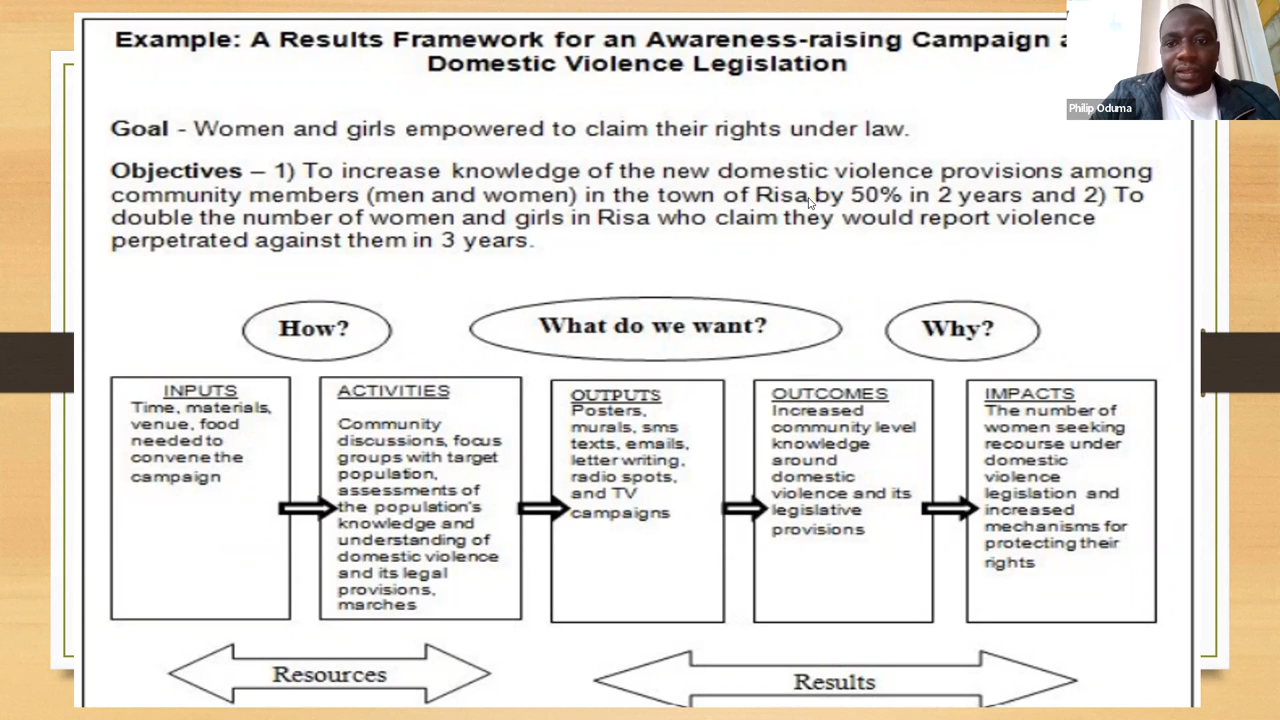 Example: A Results Framework for an Awareness-raising Campaign
Domestic Violence Legislation
Philip Oduma
Goal - Women and girls empowered to claim their rights under law.
Objectives – 1) To increase knowledge of the new domestic violence provisions among
community members (men and women) in the town of Risa by 50% in 2 years and 2) To
double the number of women and girls in Risa who claim they would report violence
perpetrated against them in 3 years.
How?
What do we want?
Why?
INPUTS
Time, materials,
venue, food
needed to
convene the
campaign
ACTIVITIES
Community
discussions, focus
groups with target
population,
assessments of
the population's
knowledge and
understanding of
domestic violence
and its legal
provisions,
marches
OUTPUTS
Posters,
murals, sms
texts, emails,
letter writing,
radio spots,
and TV
campaigns
OUTCOMES
Increased
community level
knowledge
around
domestic
violence and its
legislative
provisions
IMPACTS
The number of
women seeking
recourse under
domestic
violence
legislation and
increased
mechanisms for
protecting their
rights
Resources
Results